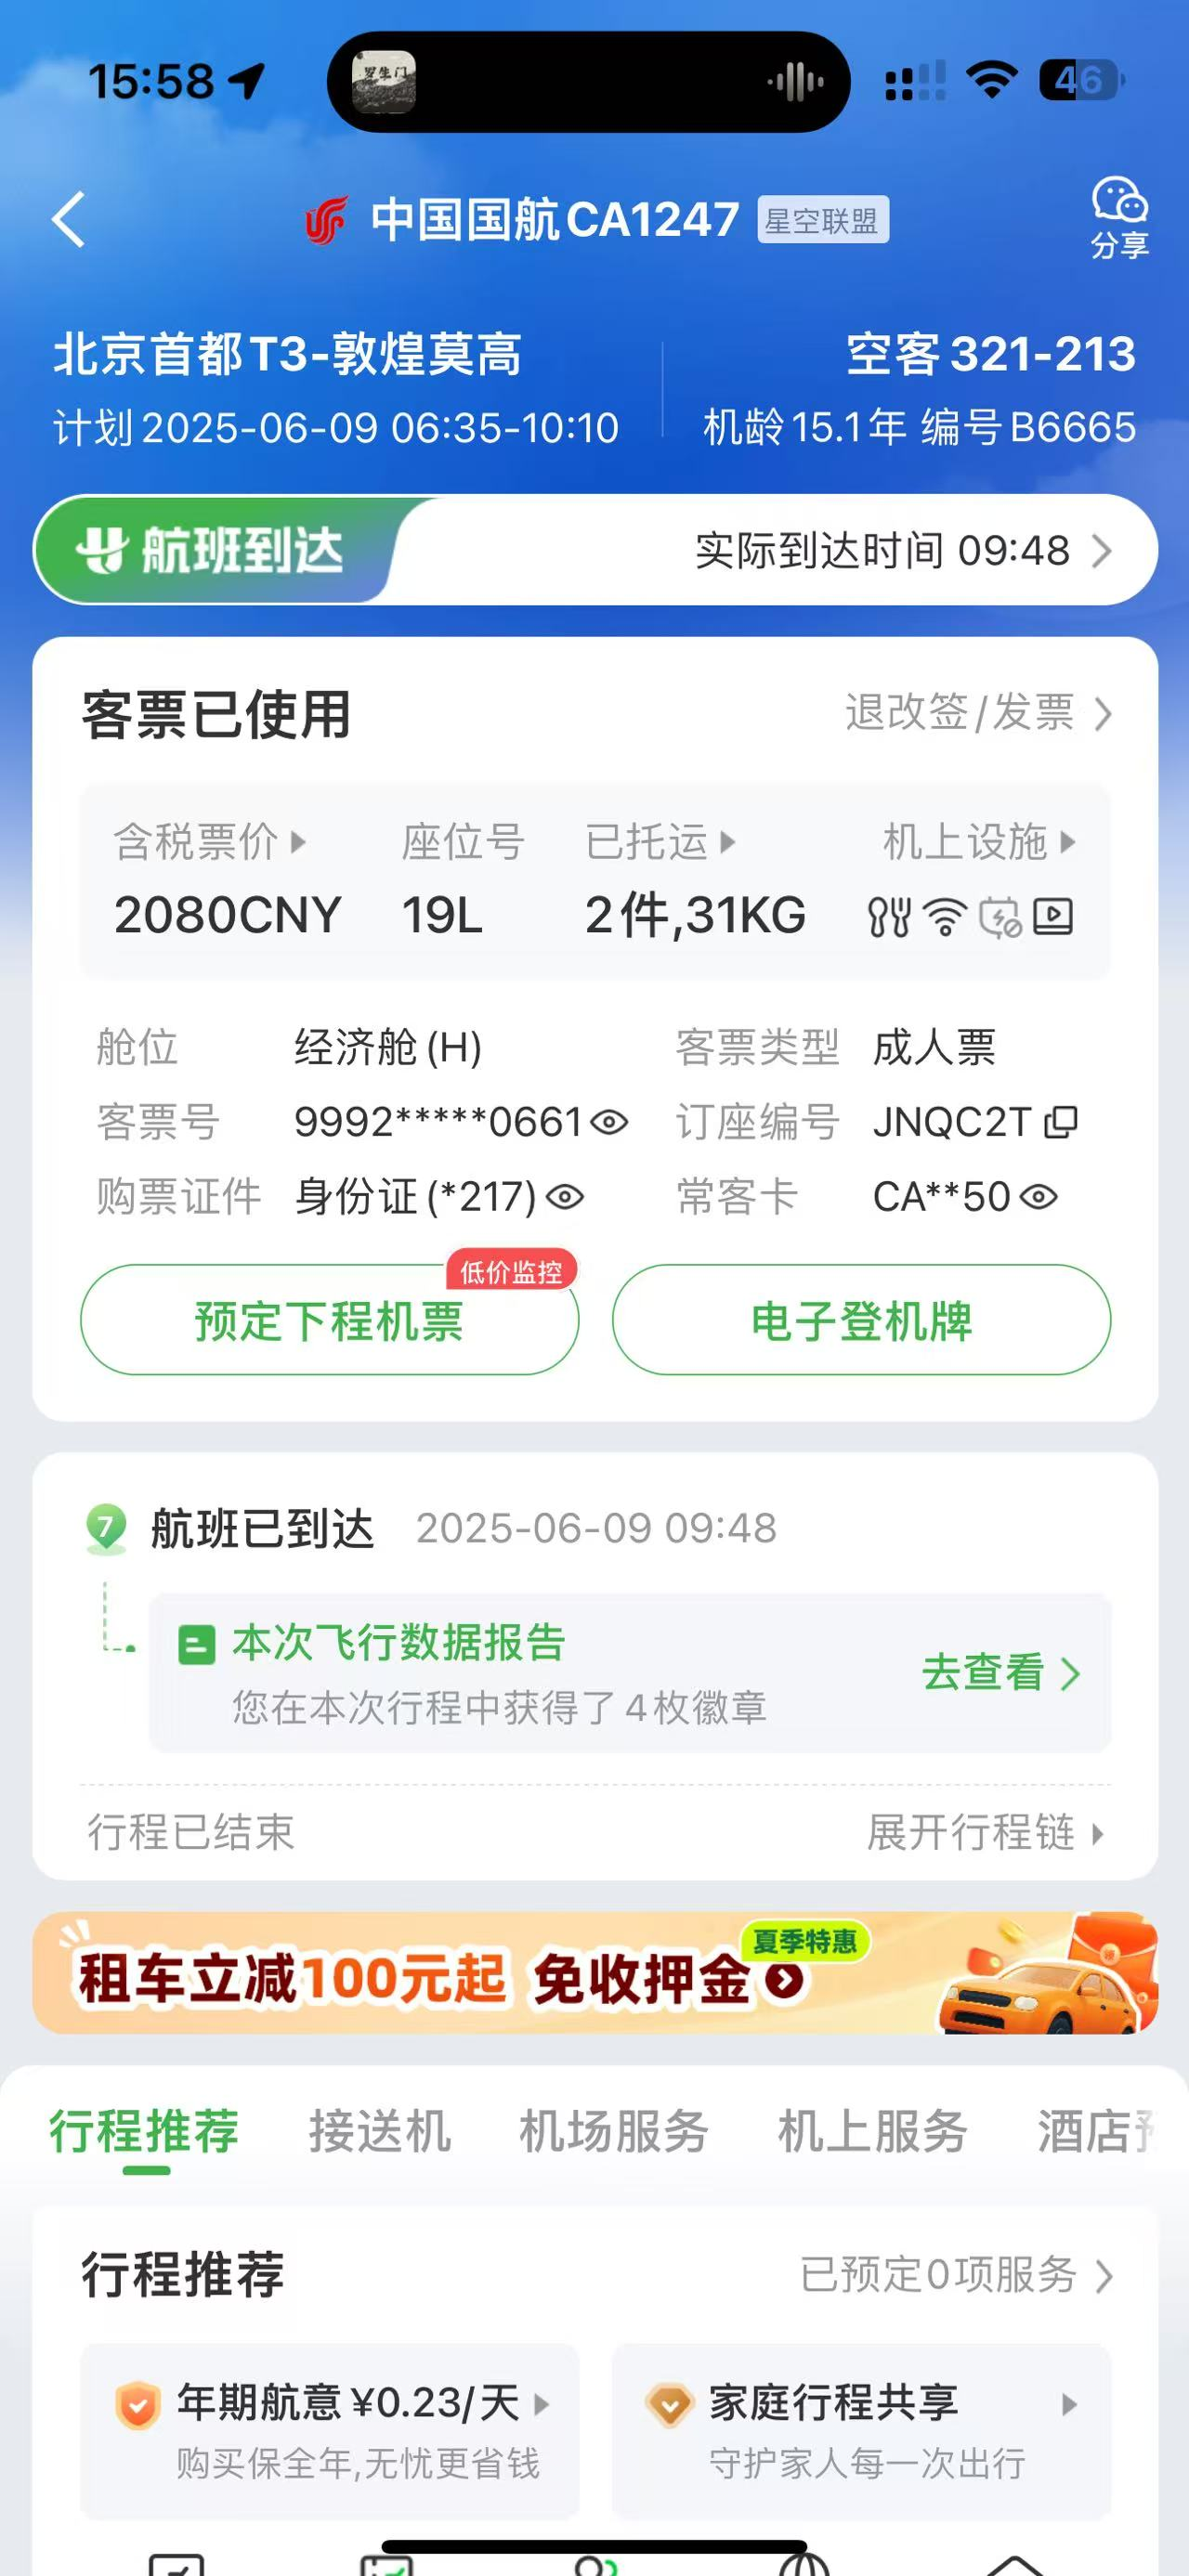 15:58
罗生门
46
中国国航CA1247 星空联盟
分享
北京首都T3-敦煌莫高
空客321-213
计划2025-06-09 06:35-10:10
机龄15.1年 编号B6665
航班到达
实际到达时间 09:48
客票已使用
退改签/发票
含税票价 座位号 已托运 机上设施
2080CNY 19L 2件,31KG
舱位 经济舱(H) 客票类型 成人票
客票号 9992*****0661 订座编号 JNQC2T
购票证件 身份证(*217) 常客卡 CA**50
低价监控
预定下程机票 电子登机牌
7 航班已到达 2025-06-09 09:48
本次飞行数据报告
去查看
您在本次行程中获得了4枚徽章
行程已结束 展开行程链
夏季特惠
租车立减100元起 免收押金
行程推荐 接送机 机场服务 机上服务 酒店
行程推荐 已预定0项服务
年期航意¥0.23/天 家庭行程共享
购买保全年,无忧更省钱 守护家人每一次出行